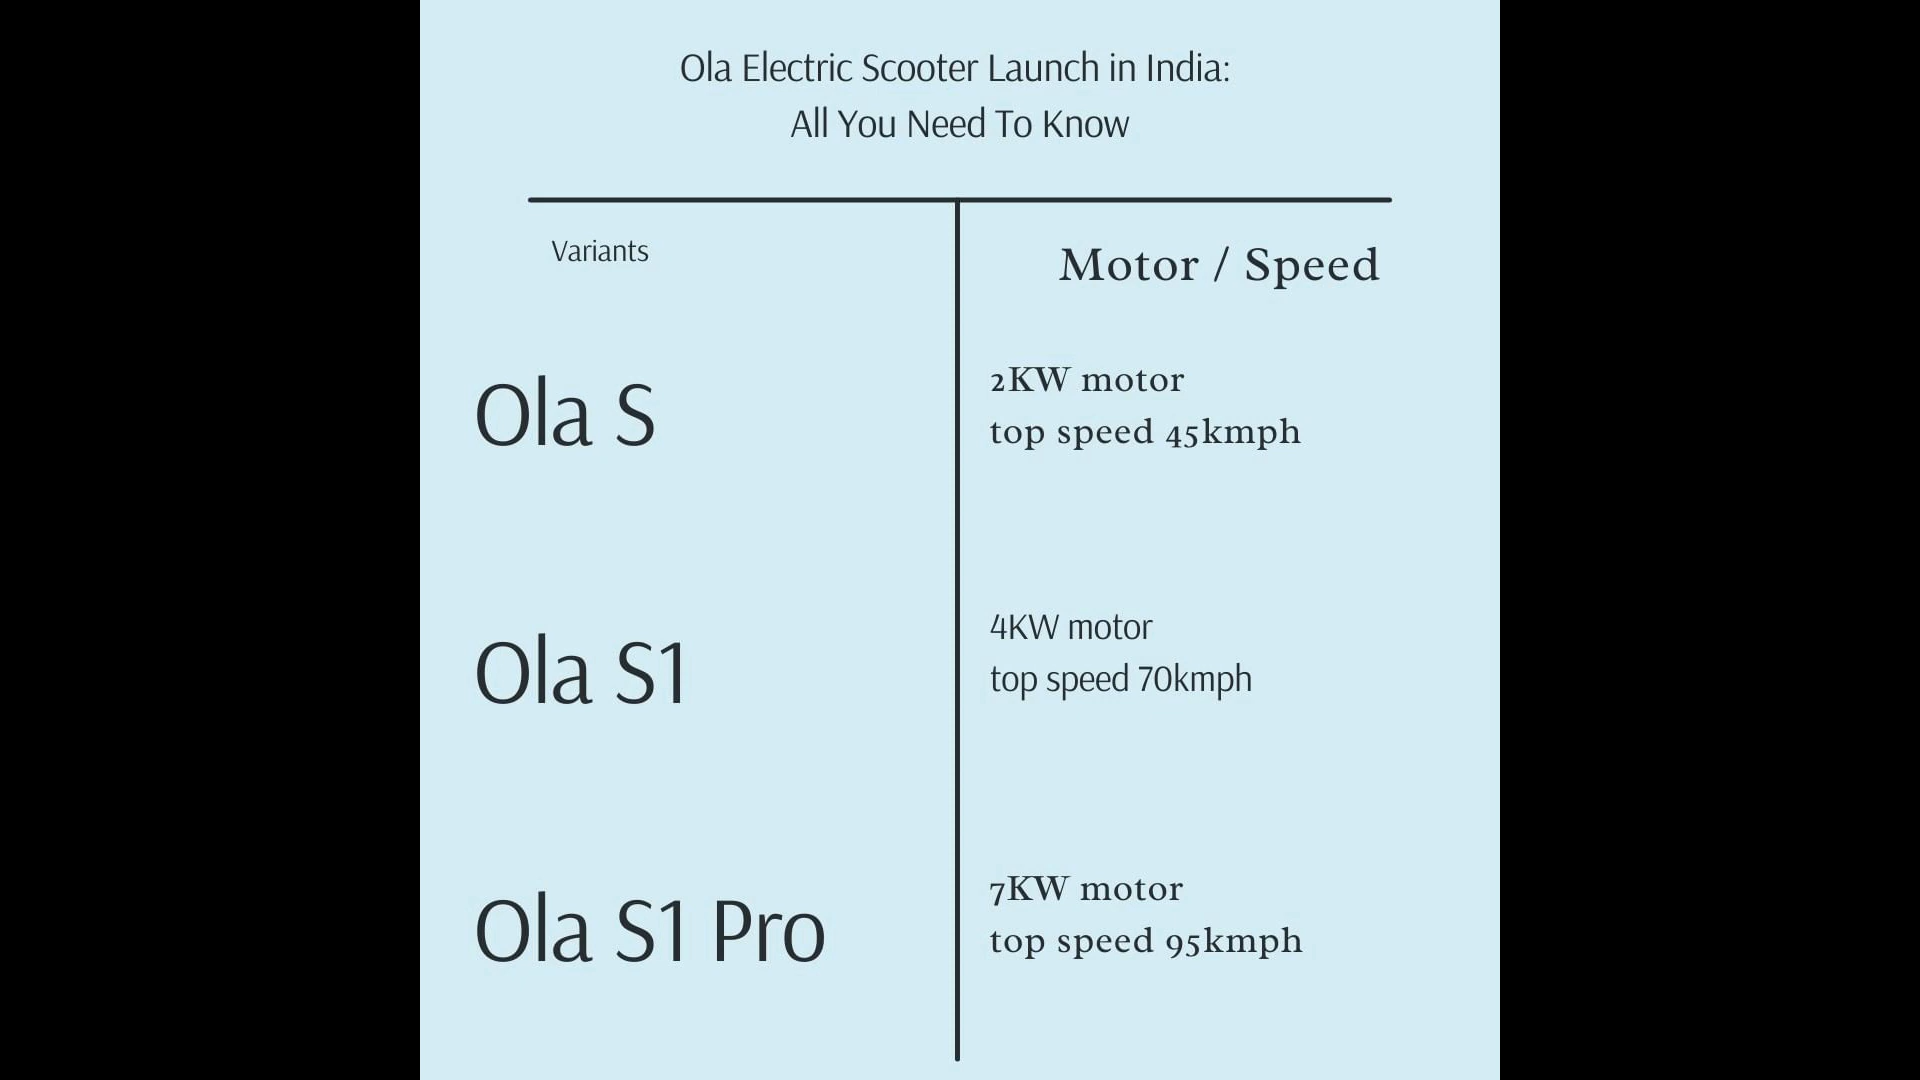 Ola Electric Scooter Launch in India:
All You Need To Know
Variants
Motor / Speed
Ola S
2KW motor
top speed 45kmph
Ola S1
4KW motor
top speed 70kmph
Ola S1 Pro
7KW motor
top speed 95kmph